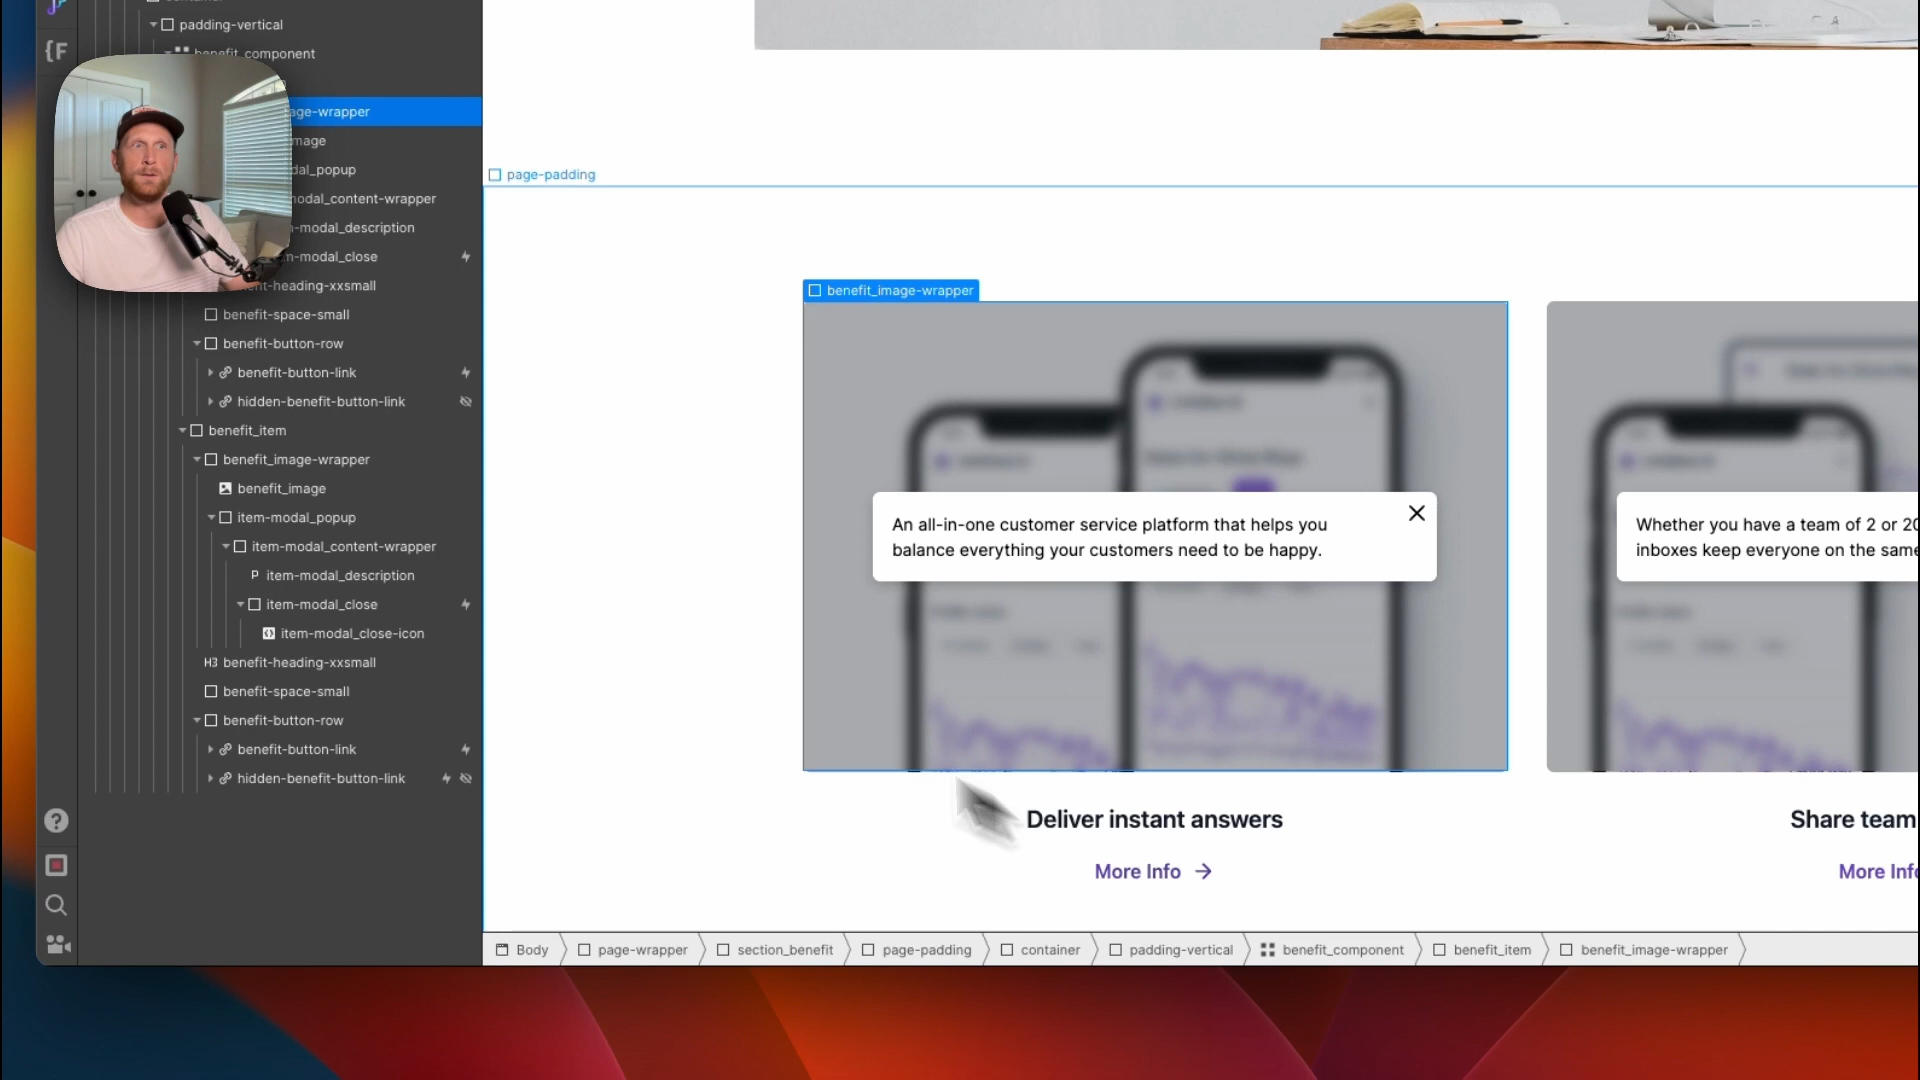 padding-vertical
benefit_component
age-wrapper
mage
dal_popup
nodal_content-wrapper
n-modal_description
m-modal_close
ent-heading-xxsmall
benefit-space-small
benefit-button-row
benefit-button-link
hidden-benefit-button-link
benefit_item
benefit_image-wrapper
benefit_image
item-modal_popup
item-modal_content-wrapper
P item-modal_description
item-modal_close
item-modal_close-icon
H3 benefit-heading-xxsmall
benefit-space-small
benefit-button-row
benefit-button-link
hidden-benefit-button-link
page-padding
benefit_image-wrapper
An all-in-one customer service platform that helps you
balance everything your customers need to be happy.
Whether you have a team of 2 or 20
inboxes keep everyone on the same
Deliver instant answers
More Info
Share team
More Info
Body
page-wrapper
section_benefit
page-padding
container
padding-vertical
benefit_component
benefit_item
benefit_image-wrapper